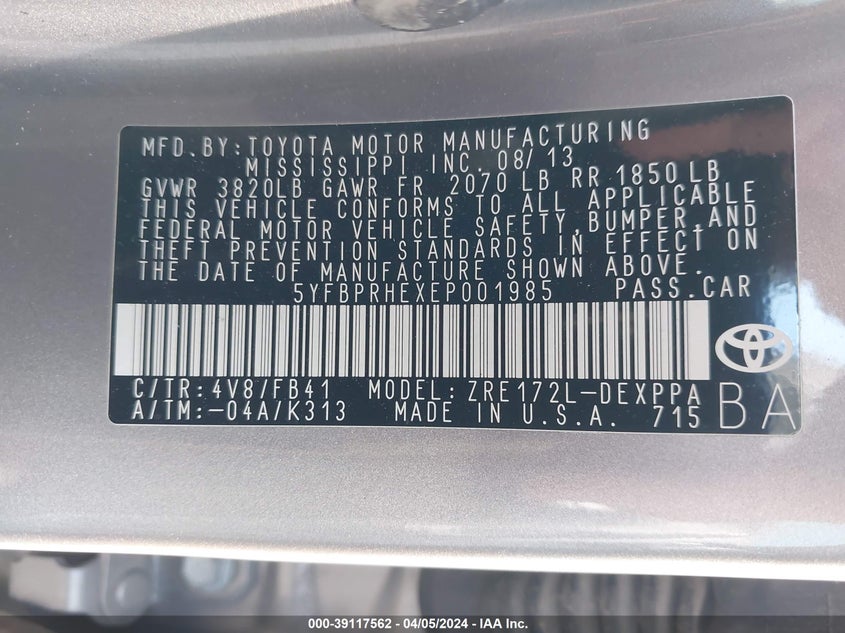 MFD. BY: TOYOTA MOTOR MANUFACTURING
MISSISSIPPI INC. 08/13
GVWR 3820LB GAWR FR 2070 LB RR 1850 LB
THIS VEHICLE CONFORMS TO ALL APPLICABLE
FEDERAL MOTOR VEHICLE SAFETY,BUMPER,AND
THEFT PREVENTION STANDARDS IN EFFECT ON
THE DATE OF MANUFACTURE SHOWN ABOVE.
5YFBPRHEXEP001985 PASS.CAR
C/TR: 4V8/FB41 MODEL: ZRE172L-DEXPPA
A/TM: -04A/K313 MADE IN U.S.A. 715 BA
000-39117562 - 04/05/2024 - IAA Inc.